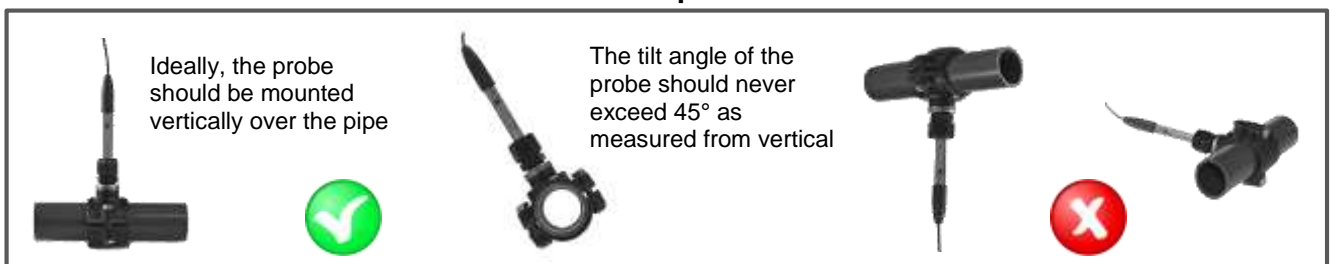 Ideally, the probe
should be mounted
vertically over the pipe
The tilt angle of the
probe should never
exceed 45° as
measured from vertical